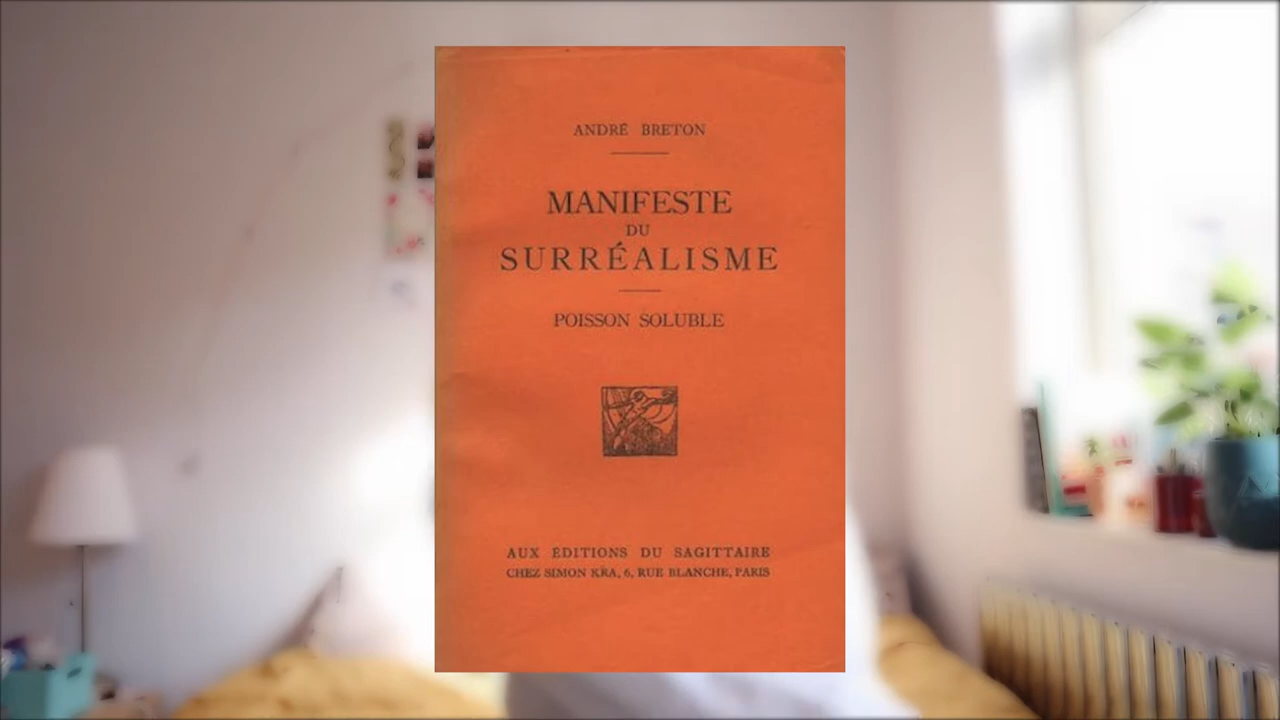 ANDRÉ BRETON
MANIFESTE
DU
SURRÉALISME
POISSON SOLUBLE
AUX ÉDITIONS DU SAGITTAIRE
CHEZ SIMON KRA, 6, RUE BLANCHE, PARIS